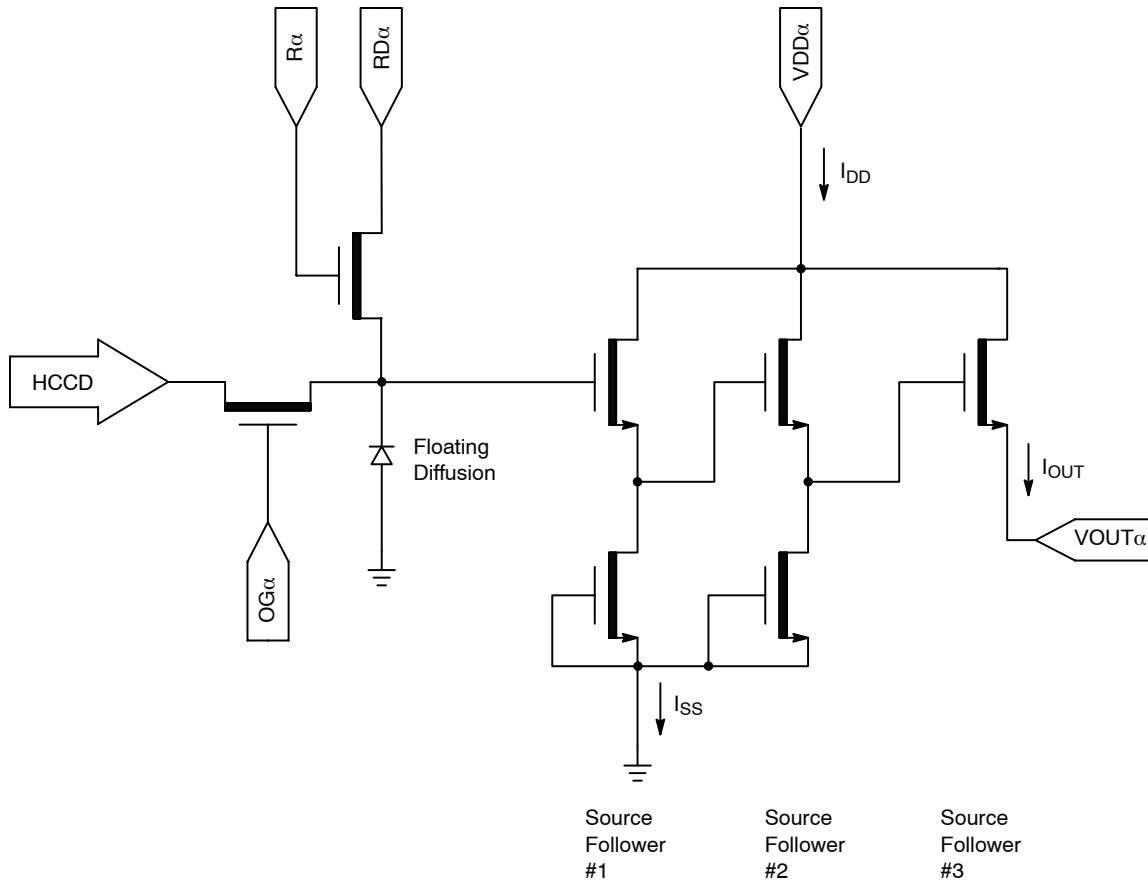 Rα
RDα
VDDα
IDD
HCCD
Floating
Diffusion
IOUT
VOUTα
OGα
ISS
Source
Follower
#1
Source
Follower
#2
Source
Follower
#3